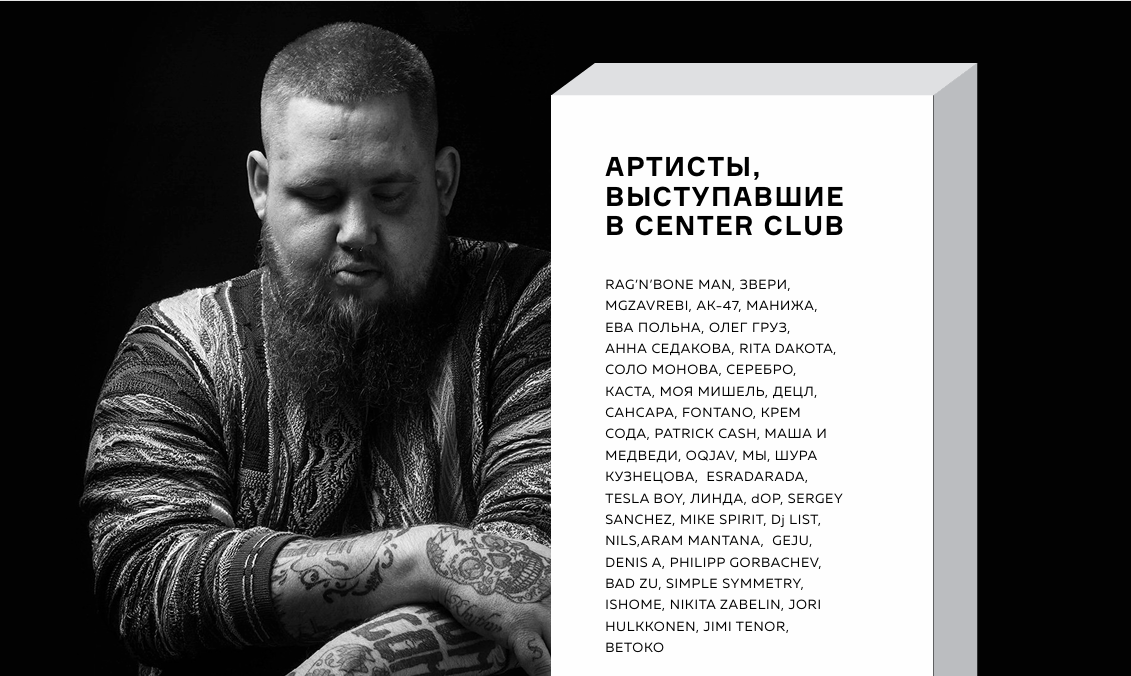 АРТИСТЫ,
ВЫСТУПАВШИЕ
В CENTER CLUB
RAG'N'BONE MAN, ЗВЕРИ,
MGZAVREBI, АК-47, МАНИЖА,
ЕВА ПОЛЬНА, ОЛЕГ ГРУЗ,
АННА СЕДАКОВА, RITA DAKOTA,
СОЛО МОНОВА, СЕРЕБРО,
КАСТА, МОЯ МИШЕЛЬ, ДЕЦЛ,
САНСАРА, FONTANO, КРЕМ
СОДА, PATRICK CASH, МАША И
МЕДВЕДИ, OQJAV, МЫ, ШУРА
КУЗНЕЦОВА,  ESRADARADA,
TESLA BOY, ЛИНДА, dOP, SERGEY
SANCHEZ, MIKE SPIRIT, Dj LIST,
NILS,ARAM MANTANA,  GEJU,
DENIS A, PHILIPP GORBACHEV,
BAD ZU, SIMPLE SYMMETRY,
ISHOME, NIKITA ZABELIN, JORI
HULKKONEN, JIMI TENOR,
ВЕТОКО